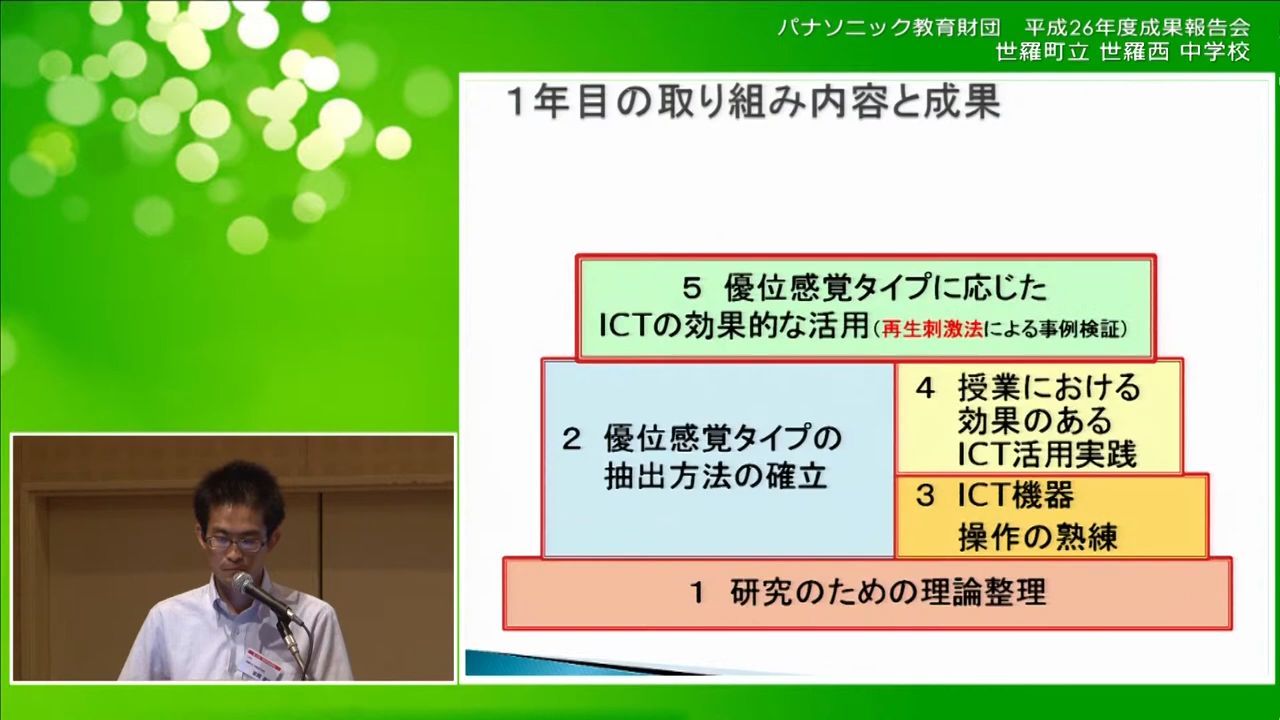 パナソニック教育財団　平成26年度成果報告会
世羅町立 世羅西 中学校
１年目の取り組み内容と成果
５　優位感覚タイプに応じた
ICTの効果的な活用（再生刺激法による事例検証）
２　優位感覚タイプの
抽出方法の確立
４　授業における
効果のある
ICT活用実践
３　ICT機器
操作の熟練
１　研究のための理論整理